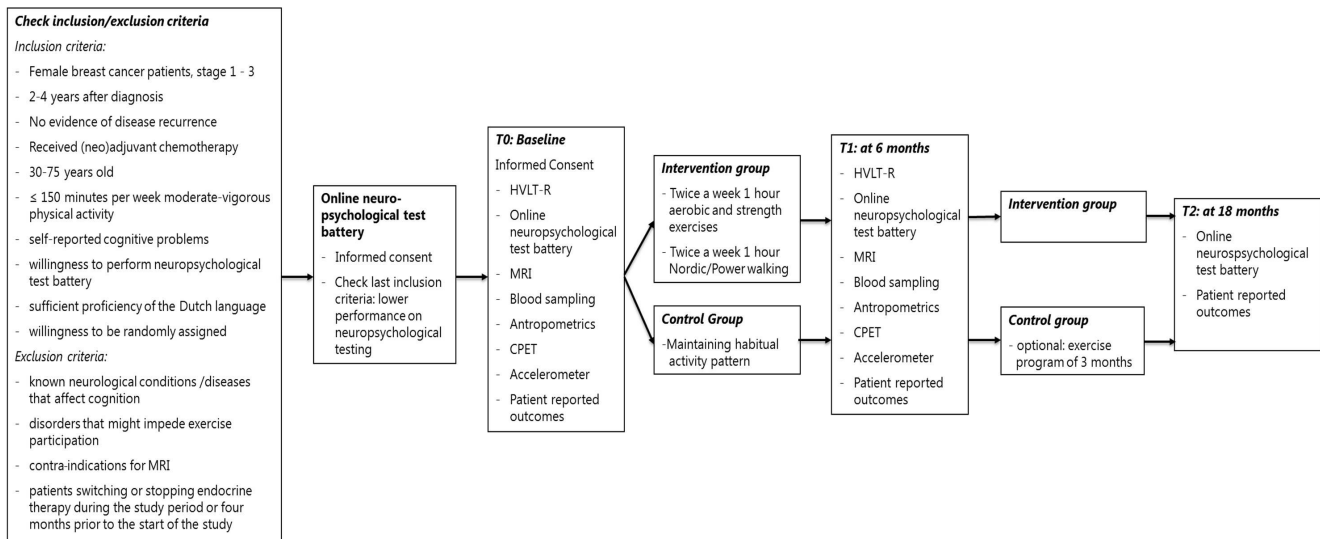 Check inclusion/exclusion criteria
Inclusion criteria:
- Female breast cancer patients, stage 1 - 3
- 2-4 years after diagnosis
- No evidence of disease recurrence
- Received (neo)adjuvant chemotherapy
- 30-75 years old
- ≤ 150 minutes per week moderate-vigorous
physical activity
- self-reported cognitive problems
- willingness to perform neuropsychological
test battery
- sufficient proficiency of the Dutch language
- willingness to be randomly assigned
Exclusion criteria:
- known neurological conditions /diseases
that affect cognition
- disorders that might impede exercise
participation
- contra-indications for MRI
- patients switching or stopping endocrine
therapy during the study period or four
months prior to the start of the study
Online neuro-
psychological test
battery
- Informed consent
- Check last inclusion
criteria: lower
performance on
neuropsychological
testing
T0: Baseline
Informed Consent
- HVLT-R
- Online
neuropsychological
test battery
- MRI
- Blood sampling
- Antropometrics
- CPET
- Accelerometer
- Patient reported
outcomes
Intervention group
- Twice a week 1 hour
aerobic and strength
exercises
- Twice a week 1 hour
Nordic/Power walking
Control Group
-Maintaining habitual
activity pattern
T1: at 6 months
- HVLT-R
- Online
neuropsychological
test battery
- MRI
- Blood sampling
- Antropometrics
- CPET
- Accelerometer
- Patient reported
outcomes
Intervention group
Control group
- optional: exercise
program of 3 months
T2: at 18 months
- Online
neurospychological
test battery
- Patient reported
outcomes